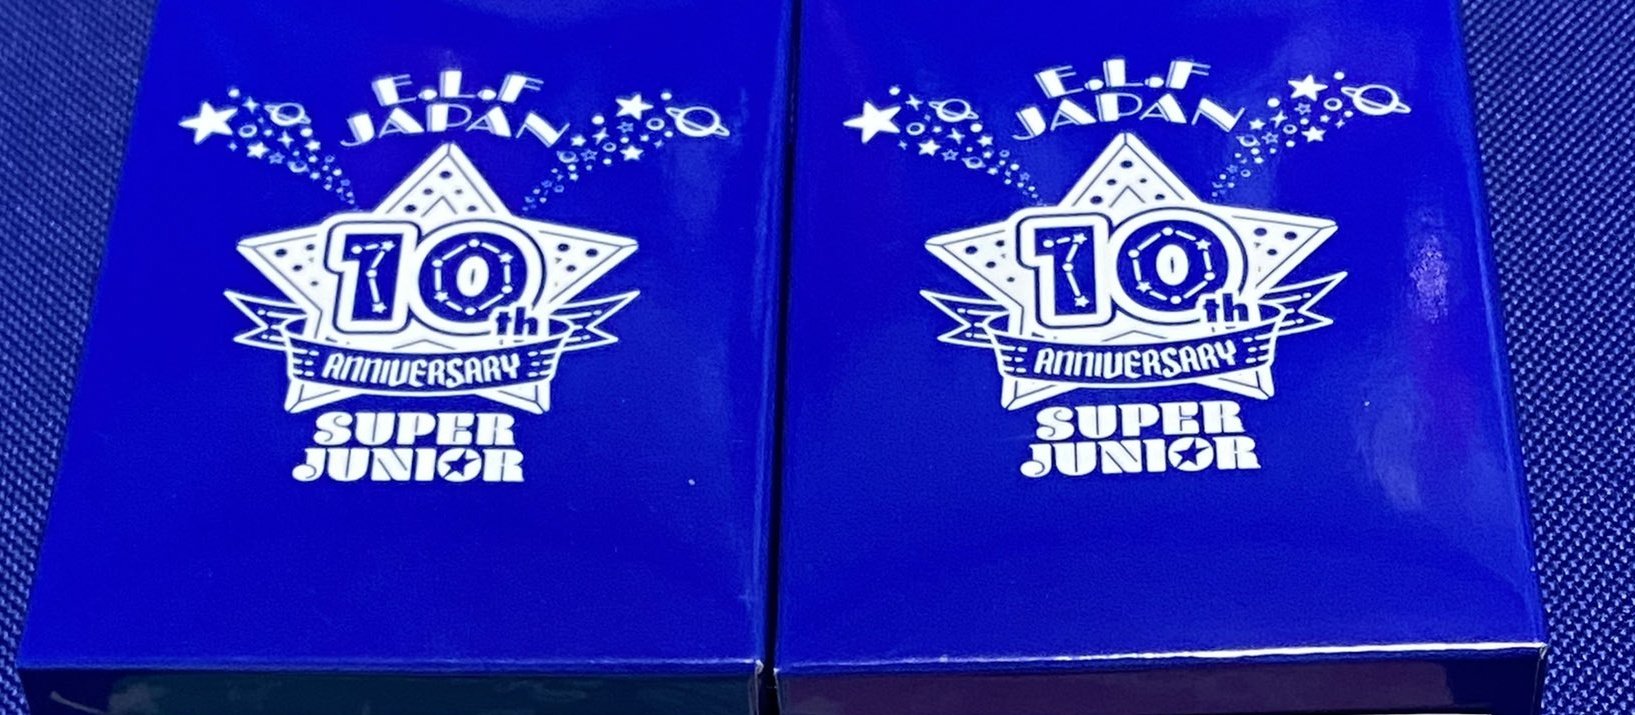 E.L.F
JAPAN
10th
ANNIVERSARY
SUPER
JUNIOR
E.L.F
JAPAN
10th
ANNIVERSARY
SUPER
JUNIOR